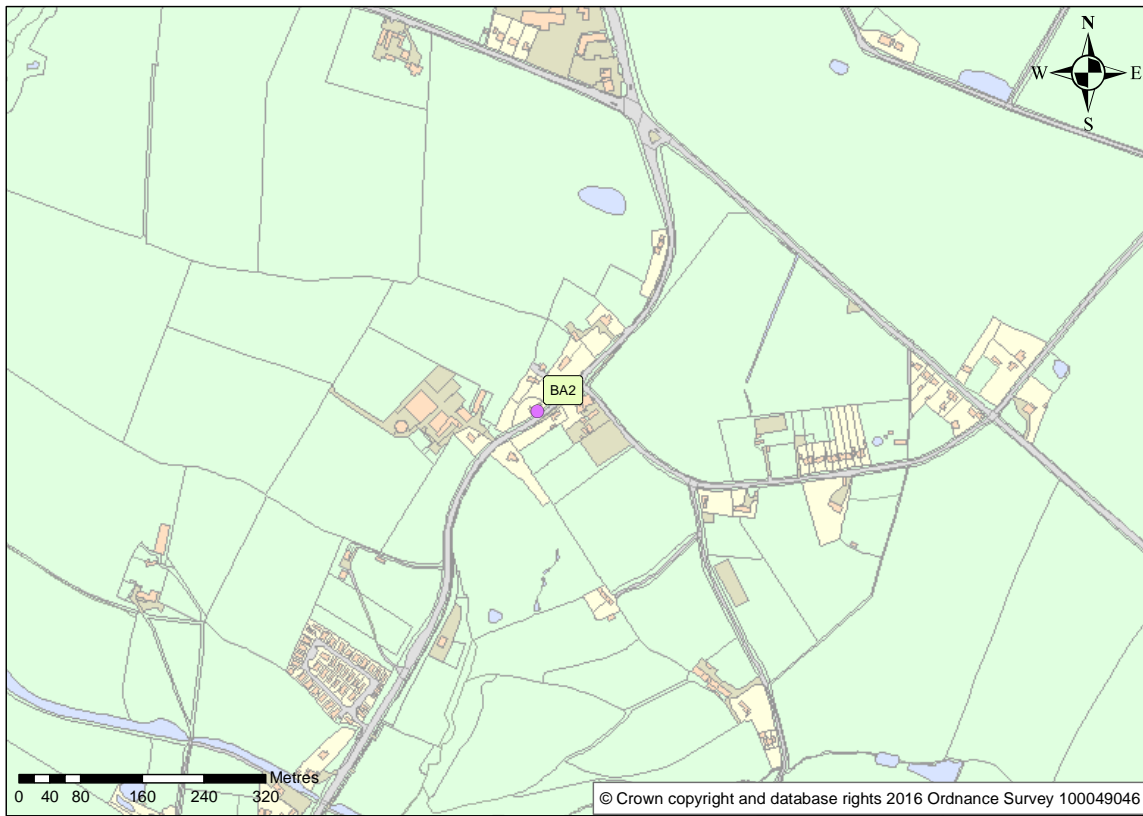 N
W E
S
BA2
Metres
0 40 80 160 240 320
© Crown copyright and database rights 2016 Ordnance Survey 100049046